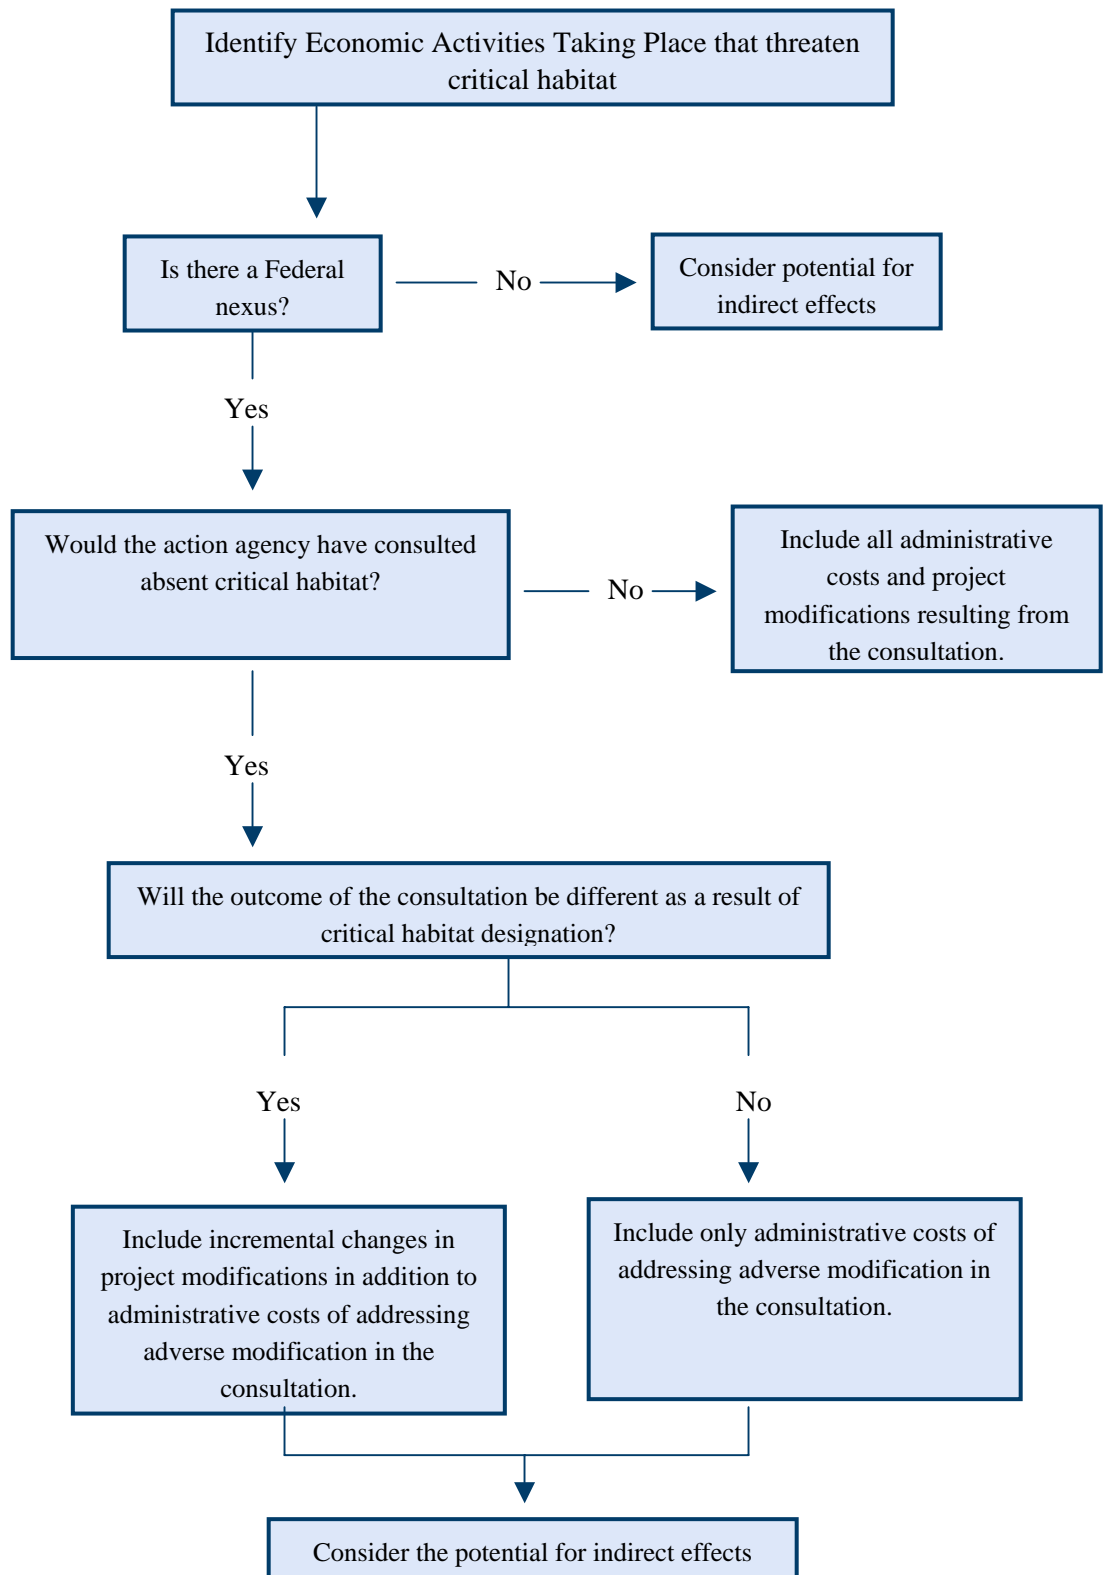 Identify Economic Activities Taking Place that threaten
critical habitat
Is there a Federal
nexus?
No
Consider potential for
indirect effects
Yes
Would the action agency have consulted
absent critical habitat?
No
Include all administrative
costs and project
modifications resulting from
the consultation.
Yes
Will the outcome of the consultation be different as a result of
critical habitat designation?
Yes
No
Include incremental changes in
project modifications in addition to
administrative costs of addressing
adverse modification in the
consultation.
Include only administrative costs of
addressing adverse modification in
the consultation.
Consider the potential for indirect effects